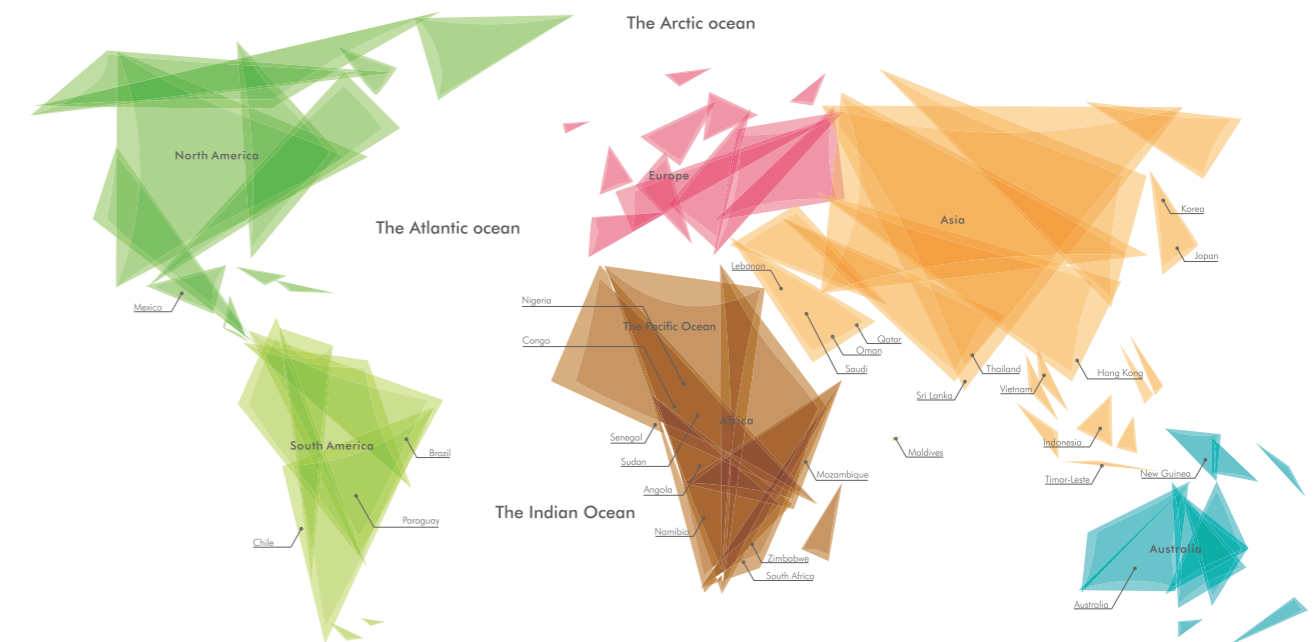 The Arctic ocean
North America
Europe
Korea
Asia
The Atlantic ocean
Japan
Lebanon
Mexico
Nigeria
The Pacific Ocean
Qatar
Congo
Oman
Saudi
Thailand
Hong Kong
Vietnam
Sri Lanka
Africa
Senegal
South America
Indonesia
Brazil
Maldives
Sudan
Mozambique
New Guinea
Timor-Leste
Angola
The Indian Ocean
Paraguay
Namibia
Chile
Australia
Zimbabwe
South Africa
Australia